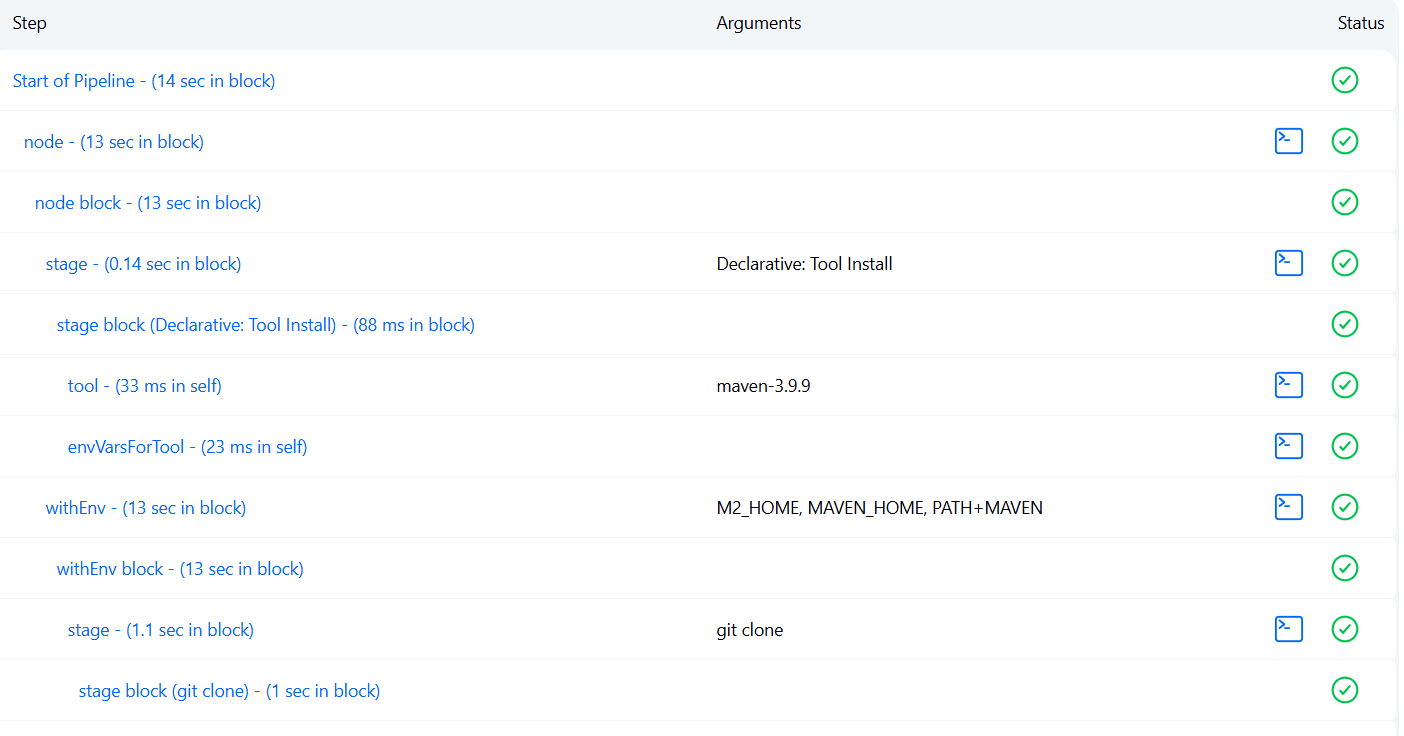 Step Arguments Status
Start of Pipeline - (14 sec in block)
node - (13 sec in block)
node block - (13 sec in block)
stage - (0.14 sec in block) Declarative: Tool Install
stage block (Declarative: Tool Install) - (88 ms in block)
tool - (33 ms in self) maven-3.9.9
envVarsForTool - (23 ms in self)
withEnv - (13 sec in block) M2_HOME, MAVEN_HOME, PATH+MAVEN
withEnv block - (13 sec in block)
stage - (1.1 sec in block) git clone
stage block (git clone) - (1 sec in block)